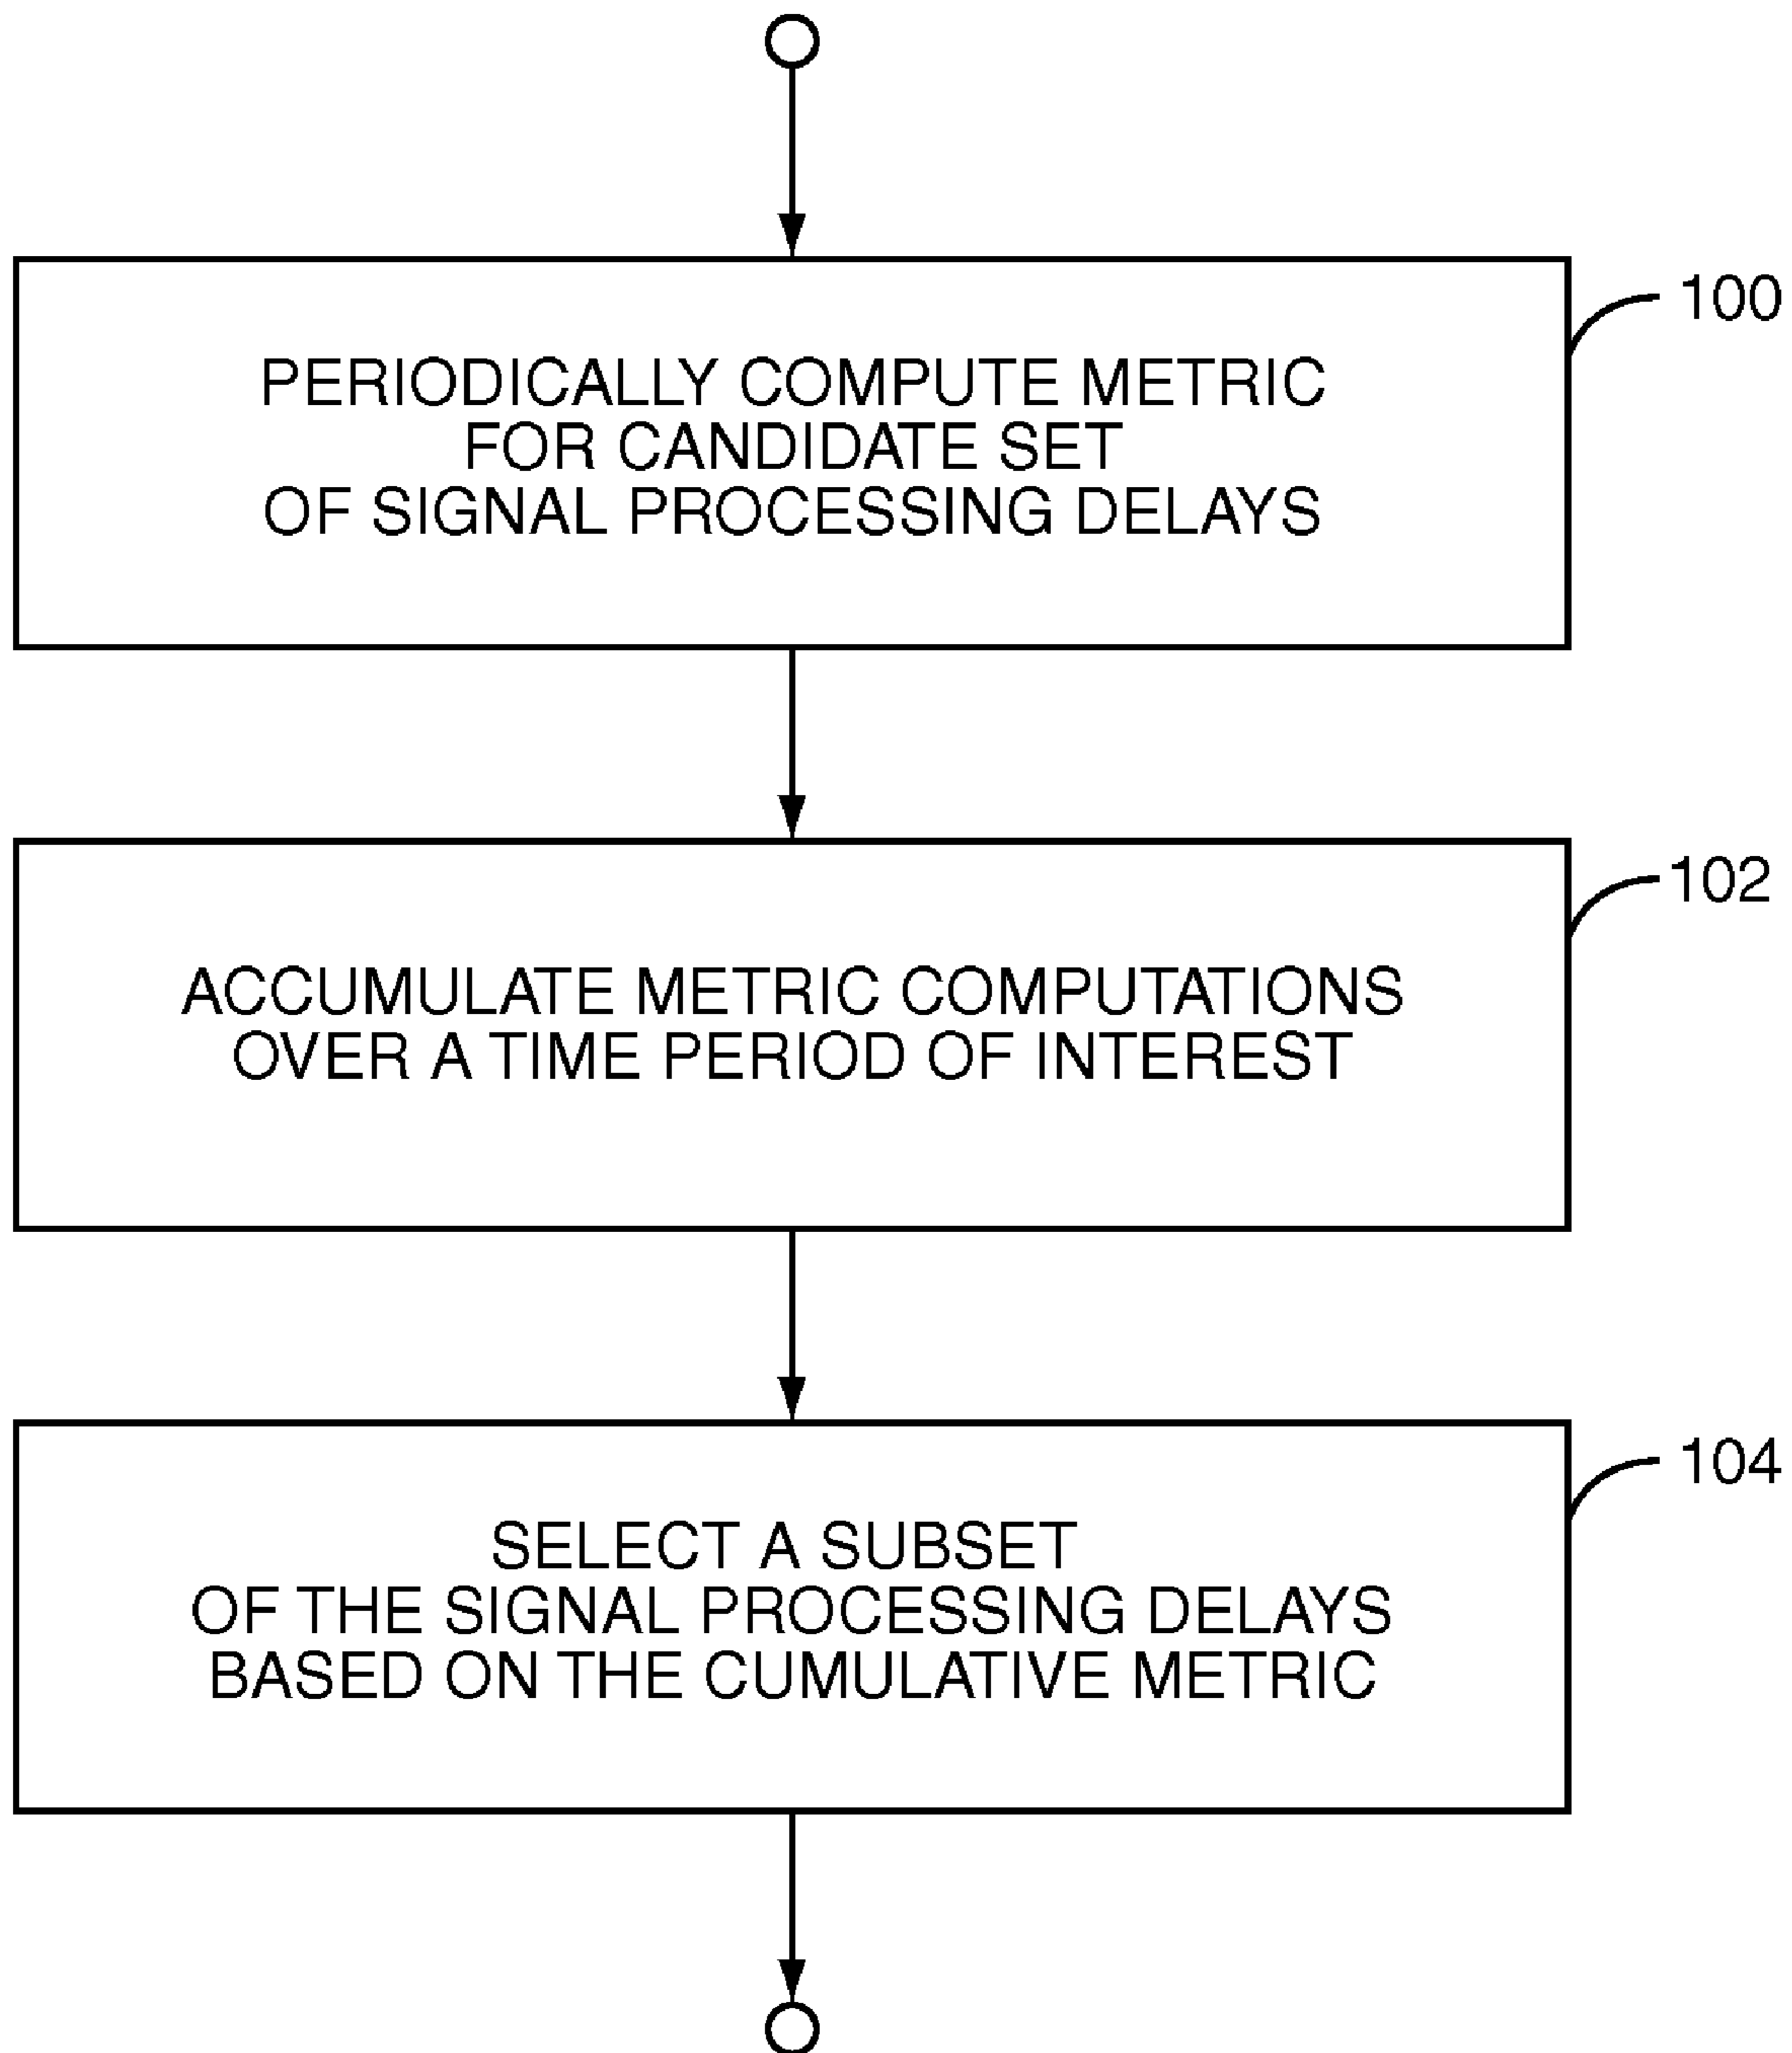 100
PERIODICALLY COMPUTE METRIC
FOR CANDIDATE SET
OF SIGNAL PROCESSING DELAYS
102
ACCUMULATE METRIC COMPUTATIONS
OVER A TIME PERIOD OF INTEREST
104
SELECT A SUBSET
OF THE SIGNAL PROCESSING DELAYS
BASED ON THE CUMULATIVE METRIC